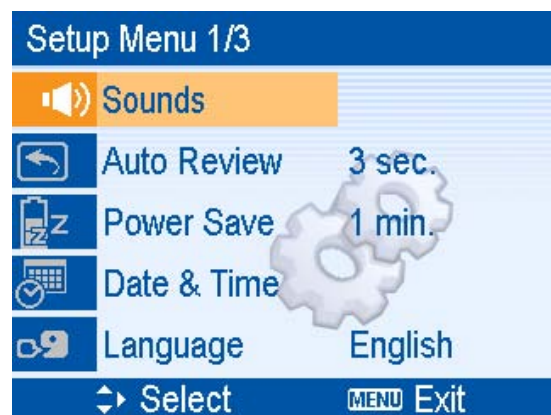 Setup Menu 1/3
Sounds
Auto Review 3 sec.
Power Save 1 min.
Date & Time
Language English
Select MENU Exit